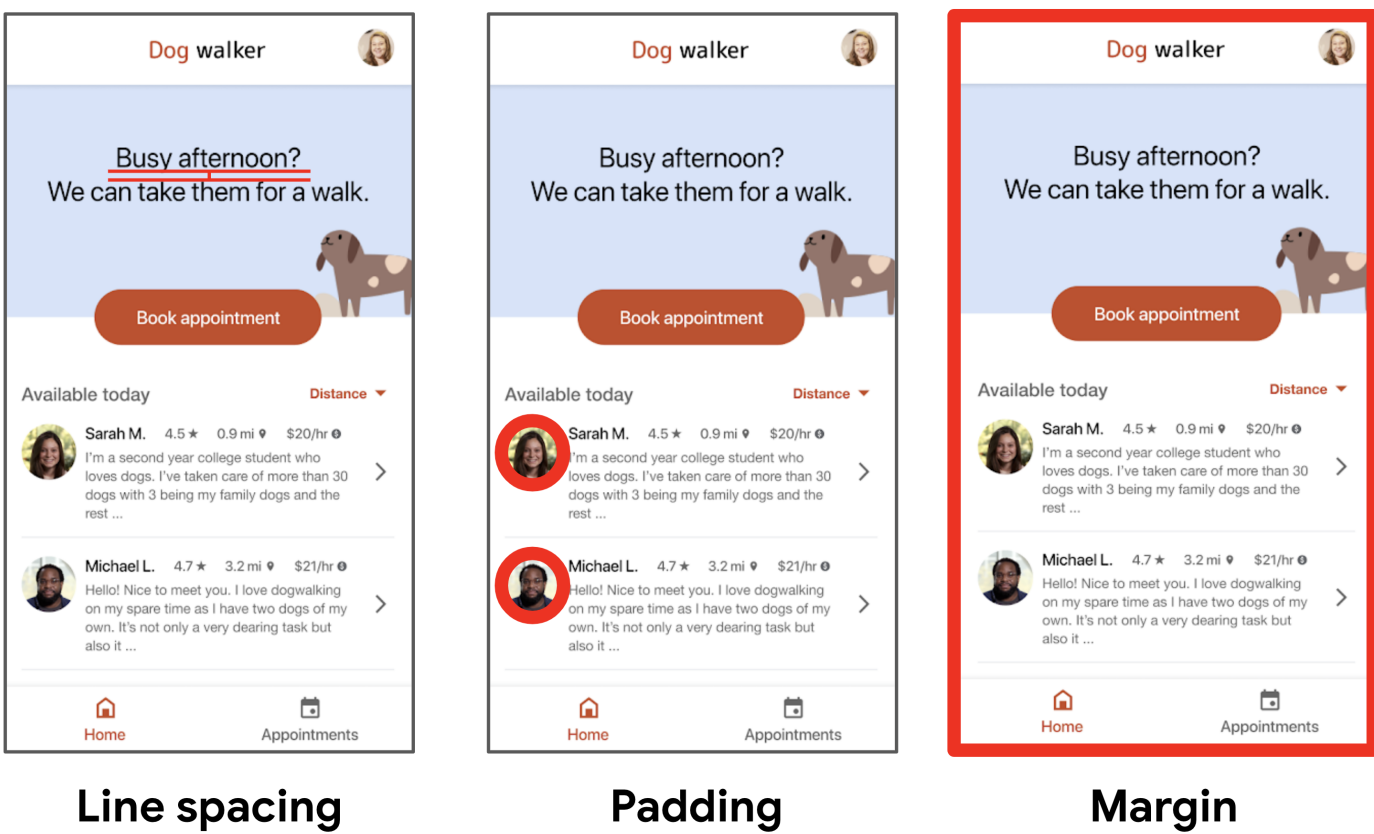 Dog walker
Busy afternoon?
We can take them for a walk.
Book appointment
Available today Distance
Sarah M. 4.5 ★ 0.9 mi $20/hr
I'm a second year college student who
loves dogs. I've taken care of more than 30
dogs with 3 being my family dogs and the
rest ...
Michael L. 4.7 ★ 3.2 mi $21/hr
Hello! Nice to meet you. I love dogwalking
on my spare time as I have two dogs of my
own. It's not only a very dearing task but
also it ...
Home Appointments
Line spacing
Dog walker
Busy afternoon?
We can take them for a walk.
Book appointment
Available today Distance
Sarah M. 4.5 ★ 0.9 mi $20/hr
I'm a second year college student who
loves dogs. I've taken care of more than 30
dogs with 3 being my family dogs and the
rest ...
Michael L. 4.7 ★ 3.2 mi $21/hr
Hello! Nice to meet you. I love dogwalking
on my spare time as I have two dogs of my
own. It's not only a very dearing task but
also it ...
Home Appointments
Padding
Dog walker
Busy afternoon?
We can take them for a walk.
Book appointment
Available today Distance
Sarah M. 4.5 ★ 0.9 mi $20/hr
I'm a second year college student who
loves dogs. I've taken care of more than 30
dogs with 3 being my family dogs and the
rest ...
Michael L. 4.7 ★ 3.2 mi $21/hr
Hello! Nice to meet you. I love dogwalking
on my spare time as I have two dogs of my
own. It's not only a very dearing task but
also it ...
Home Appointments
Margin